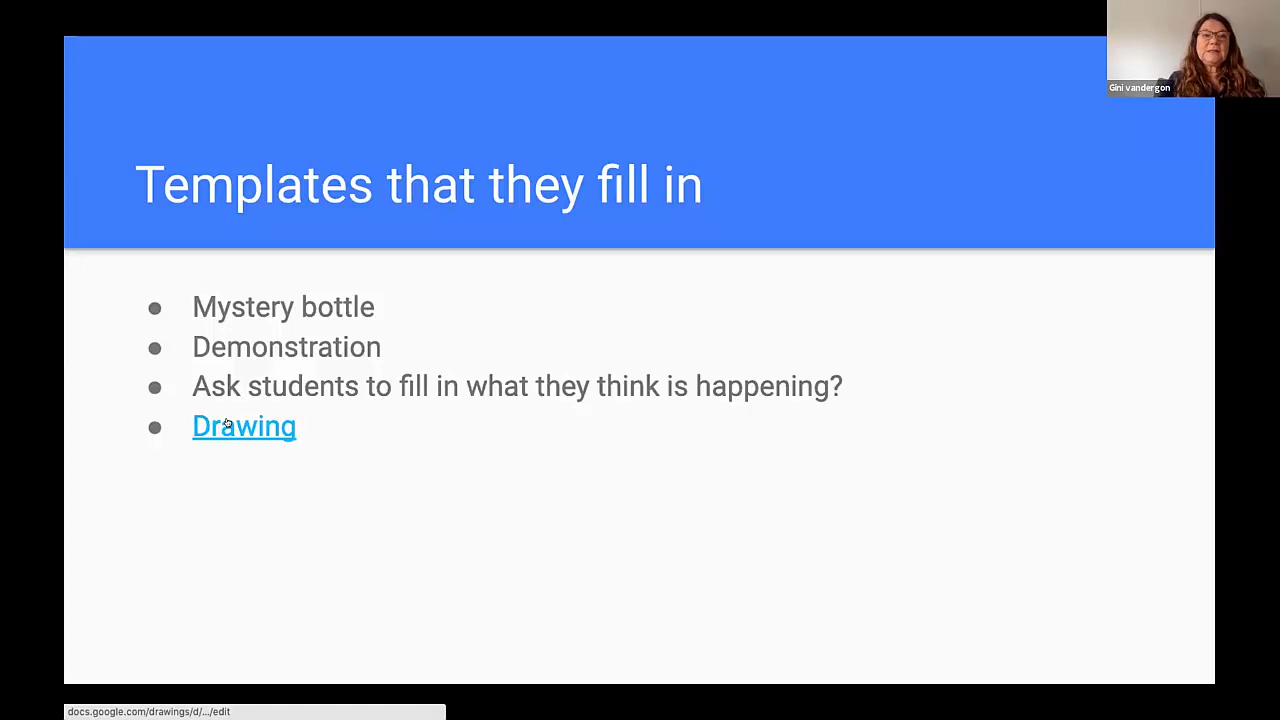 Gini vandergon
Templates that they fill in
Mystery bottle
Demonstration
Ask students to fill in what they think is happening?
Drawing
docs.google.com/drawings/d/.../edit